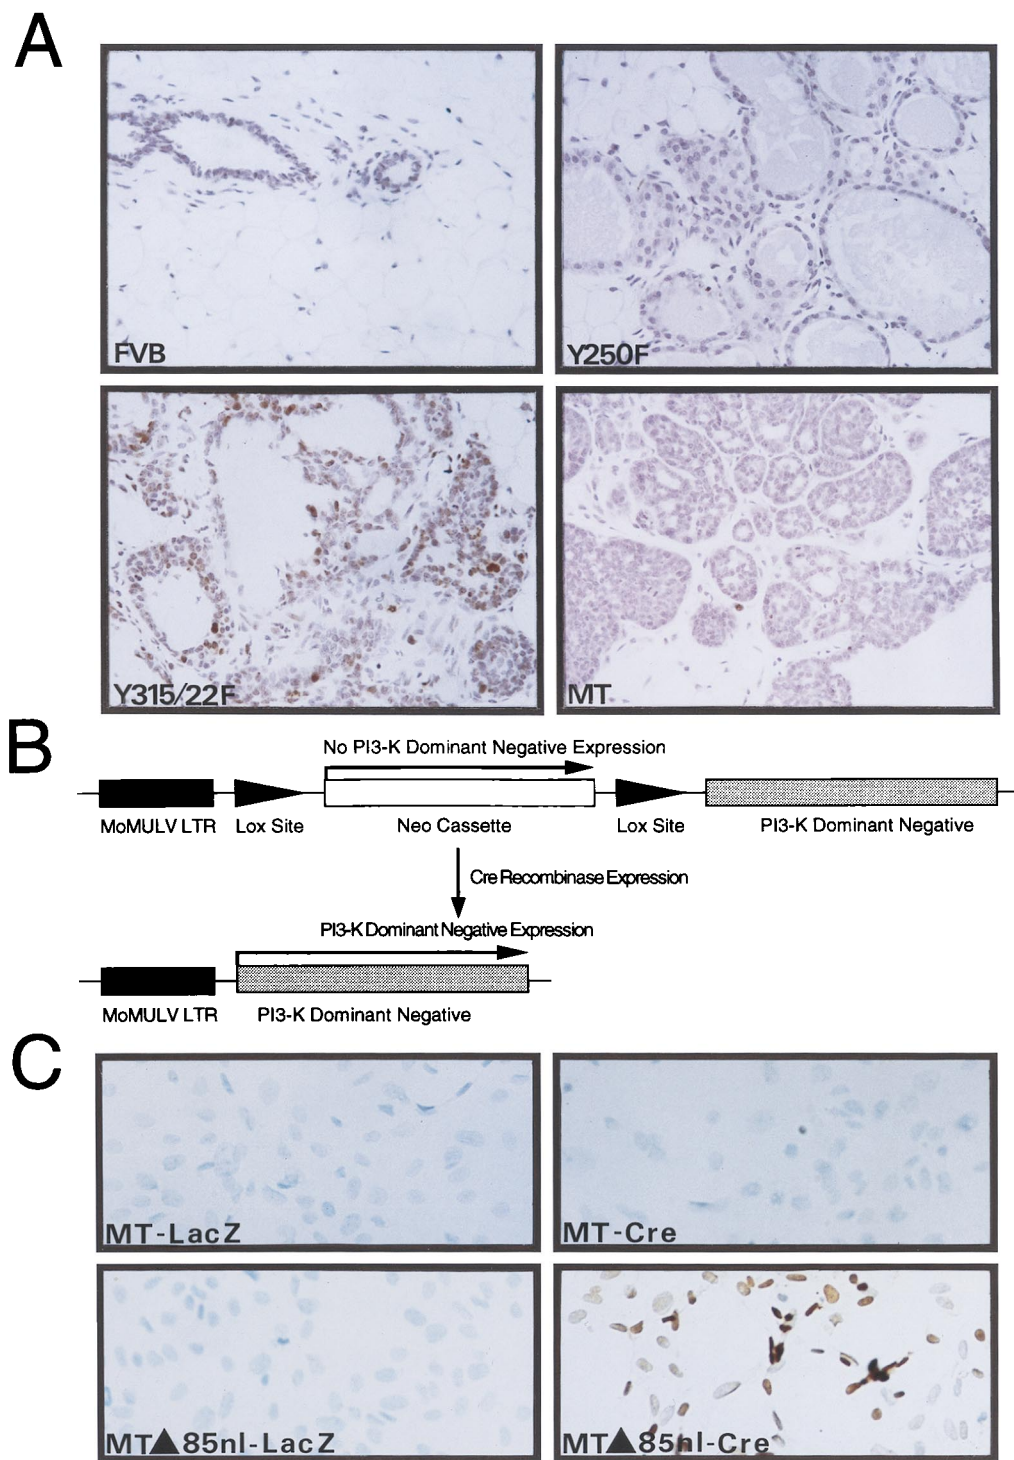 A
FVB
Y250F
Y315/22F
MT
B
No PI3-K Dominant Negative Expression
MoMULV LTR
Lox Site
Neo Cassette
Lox Site
PI3-K Dominant Negative
Cre Recombinase Expression
PI3-K Dominant Negative Expression
MoMULV LTR
PI3-K Dominant Negative
C
MT-LacZ
MT-Cre
MT▲85nl-LacZ
MT▲85nl-Cre